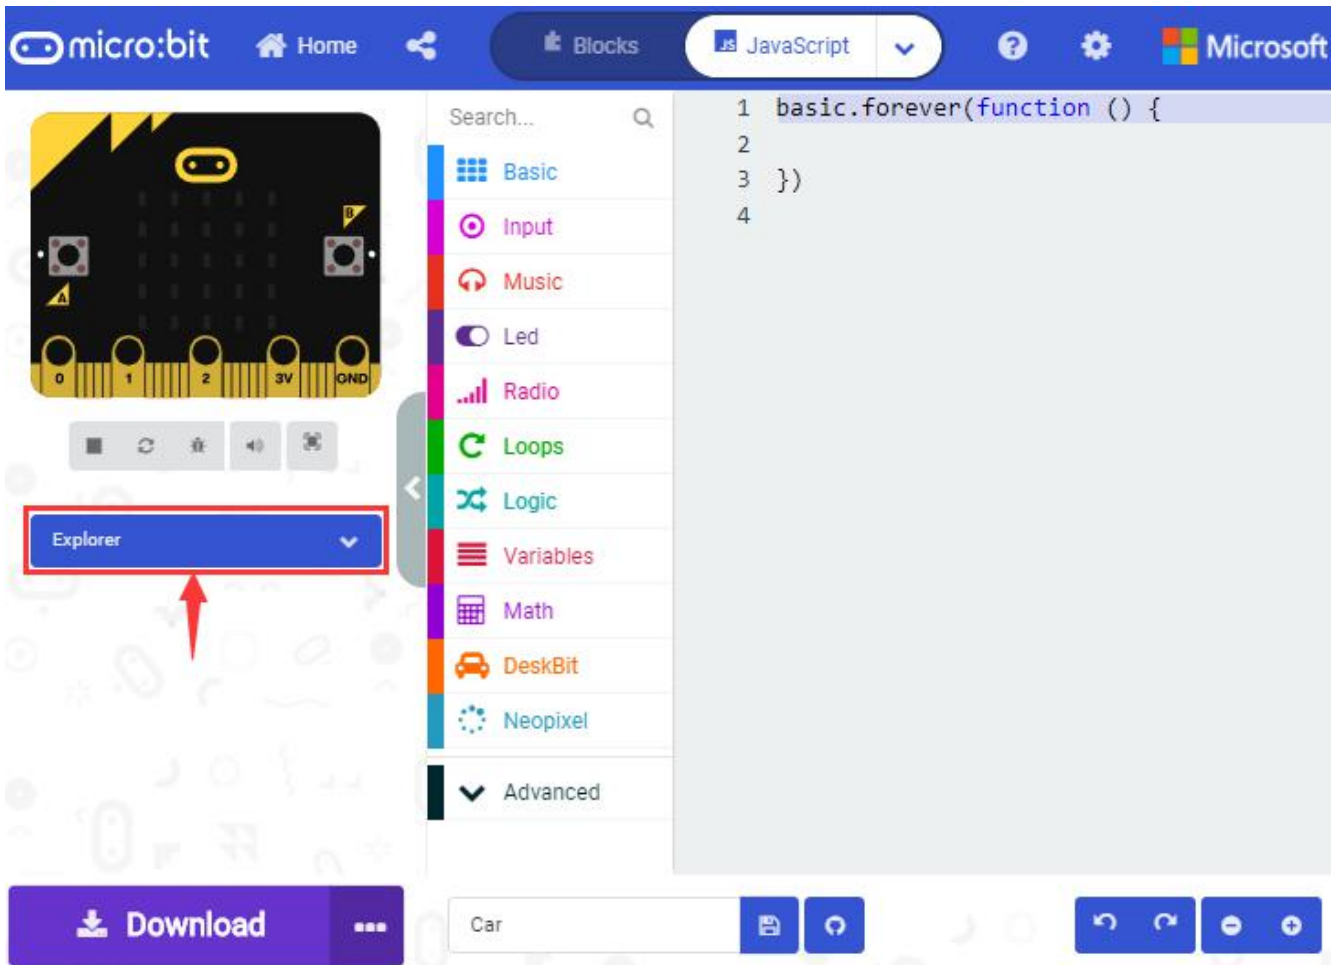 micro:bit Home Blocks JavaScript Microsoft
Search...
Basic
Input
Music
Led
Radio
Loops
Logic
Variables
Math
DeskBit
Neopixel
Advanced
1 basic.forever(function () {
2
3 })
4
B
A
0 1 2 3V GND
Explorer
Download
Car